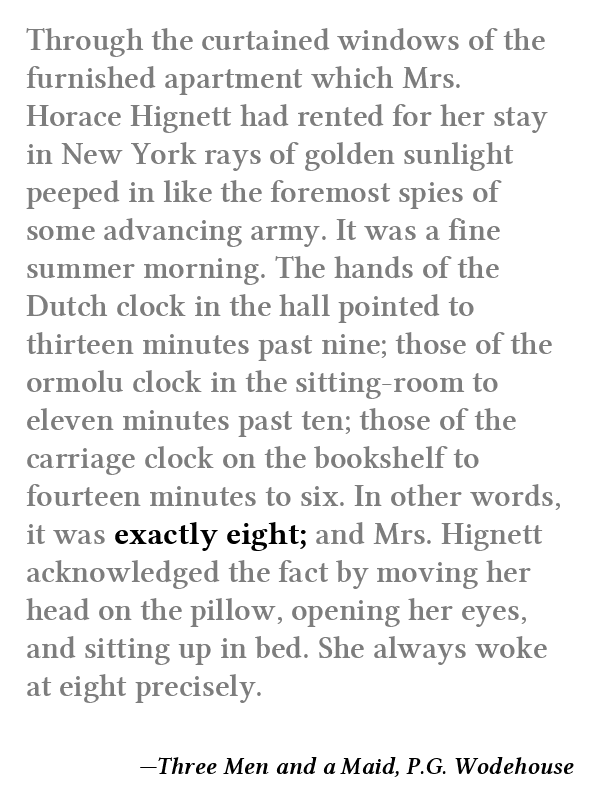 Through the curtained windows of the
furnished apartment which Mrs.
Horace Hignett had rented for her stay
in New York rays of golden sunlight
peeped in like the foremost spies of
some advancing army. It was a fine
summer morning. The hands of the
Dutch clock in the hall pointed to
thirteen minutes past nine; those of the
ormolu clock in the sitting-room to
eleven minutes past ten; those of the
carriage clock on the bookshelf to
fourteen minutes to six. In other words,
it was exactly eight; and Mrs. Hignett
acknowledged the fact by moving her
head on the pillow, opening her eyes,
and sitting up in bed. She always woke
at eight precisely.
—Three Men and a Maid, P.G. Wodehouse